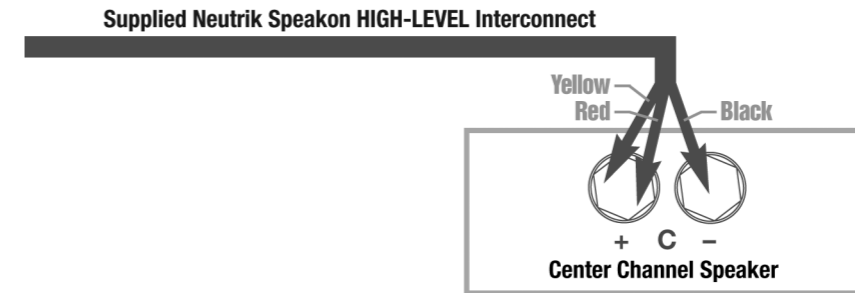 Supplied Neutrik Speakon HIGH-LEVEL Interconnect
Yellow
Red
Black
+ C –
Center Channel Speaker